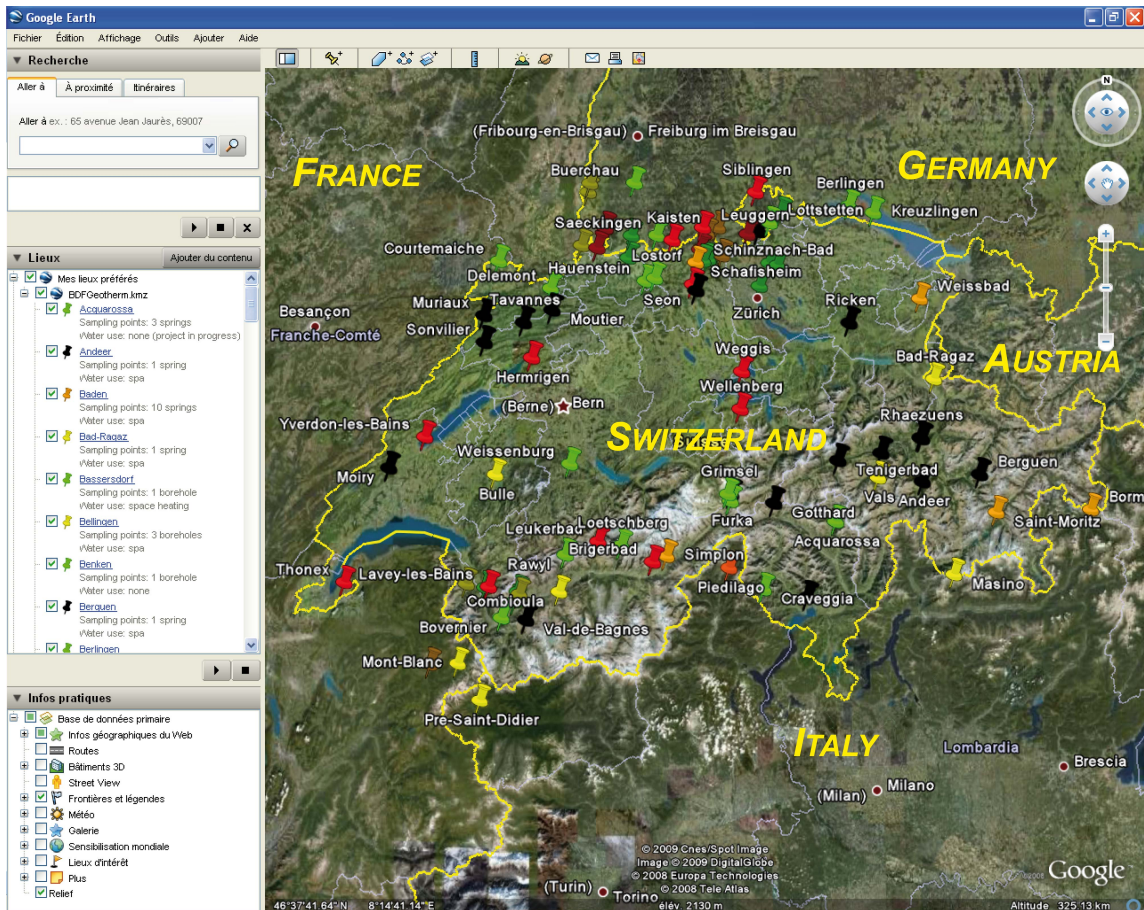 Google Earth
Fichier Édition Affichage Outils Ajouter Aide
Recherche
Aller à À proximité Itinéraires
Aller à ex. : 65 avenue Jean Jaurès, 69007
Lieux Ajouter du contenu
Mes lieux préférés
BDFGeotherm.kmz
Acquarossa
Sampling points: 3 springs
Water use: none (project in progress)
Andeer
Sampling points: 1 spring
Water use: spa
Baden
Sampling points: 10 springs
Water use: spa
Bad-Ragaz
Sampling points: 1 spring
Water use: spa
Bassersdorf
Sampling points: 1 borehole
Water use: space heating
Bellingen
Sampling points: 3 boreholes
Water use: spa
Benken
Sampling points: 1 borehole
Water use: none
Berguen
Sampling points: 1 spring
Water use: spa
Berlingen
Infos pratiques
Base de données primaire
Infos géographiques du Web
Routes
Bâtiments 3D
Street View
Frontières et légendes
Météo
Galerie
Sensibilisation mondiale
Lieux d'intérêt
Plus
Relief
N
(Fribourg-en-Brisgau) Freiburg im Breisgau
FRANCE
GERMANY
Buerchau
Siblingen
Berlingen
Saeckingen
Kaisten
Leuggern
Lottstetten
Kreuzlingen
Courtemaiche
Delemont
Hauenstein
Lostorf
Schinznach-Bad
Schafisheim
Weissbad
Muriaux
Tavannes
Seon
Zürich
Ricken
Besançon
Franche-Comté
Sonvilier
Moutier
Weggis
Bad-Ragaz
AUSTRIA
Hermrigen
Wellenberg
(Berne) Bern
Rhaezuens
Yverdon-les-Bains
SWITZERLAND
Suisse
Weissenburg
Grimsel
Tenigerbad
Berguen
Moiry
Bulle
Vals
Andeer
Borm
Leukerbad
Loetschberg
Furka
Gotthard
Saint-Moritz
Brigerbad
Acquarossa
Thonex
Lavey-les-Bains
Rawyl
Simplon
Piedilago
Masino
Combioula
Craveggia
Bovernier
Val-de-Bagnes
Mont-Blanc
Pre-Saint-Didier
ITALY
Lombardia
Brescia
(Milan) Milano
© 2009 Cnes/Spot Image
Image © 2009 DigitalGlobe
© 2008 Europa Technologies
© 2008 Tele Atlas
Google
(Turin) Torino
46°37'41.64"N 8°14'41.14"E élév. 2130 m Altitude 325.13 km